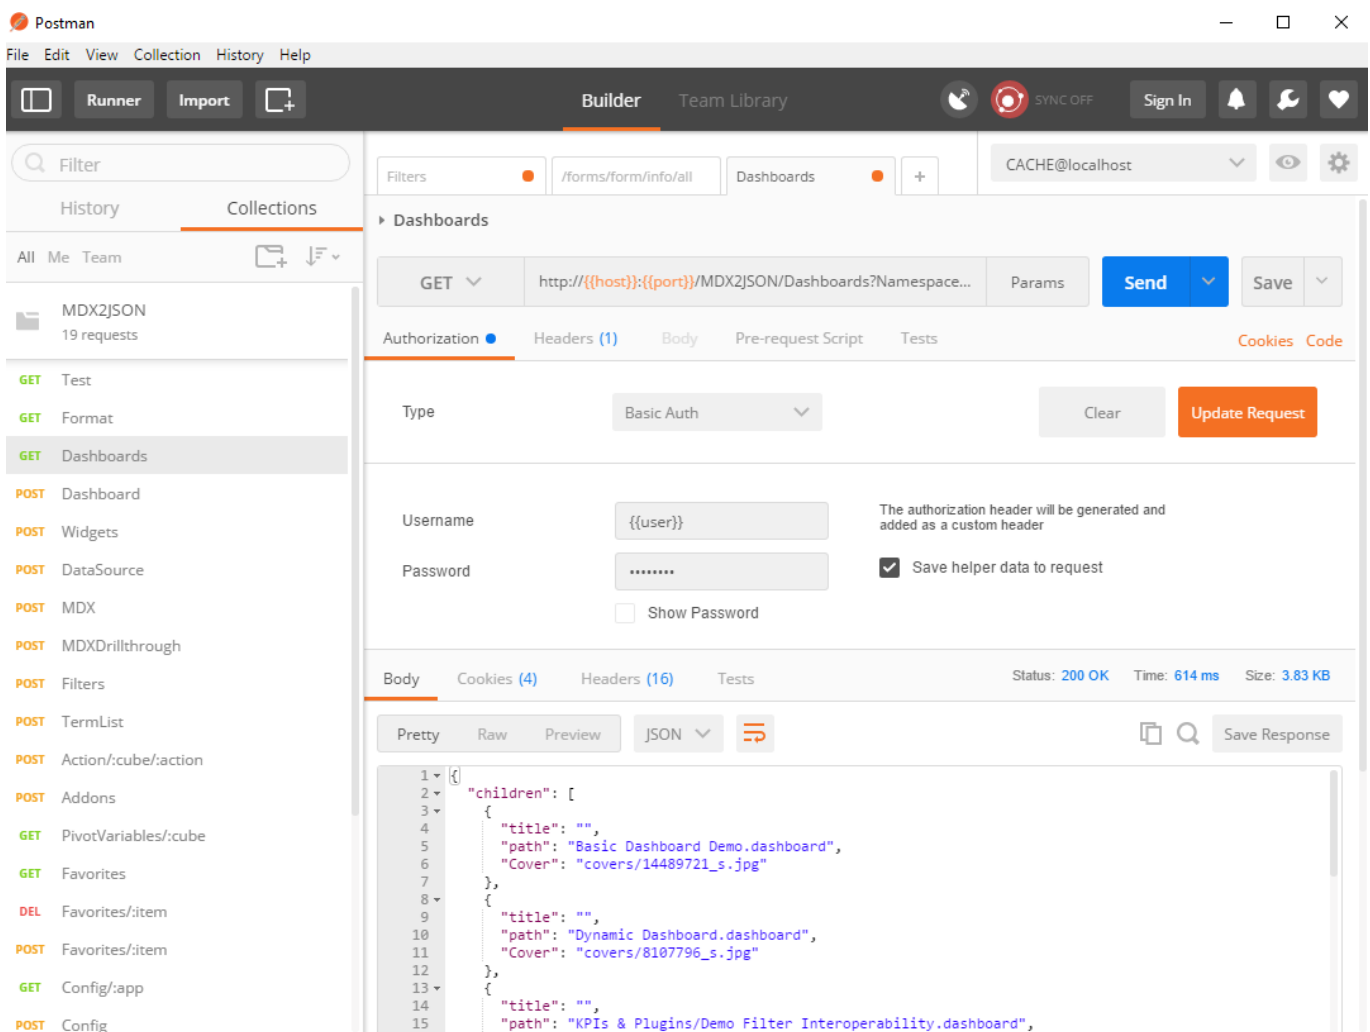 Postman
File Edit View Collection History Help
Runner Import Builder Team Library SYNC OFF Sign In
Filter
History Collections
All Me Team
MDX2JSON
19 requests
GET Test
GET Format
GET Dashboards
POST Dashboard
POST Widgets
POST DataSource
POST MDX
POST MDXDrillthrough
POST Filters
POST TermList
POST Action/:cube/:action
POST Addons
GET PivotVariables/:cube
GET Favorites
DEL Favorites/:item
POST Favorites/:item
GET Config/:app
POST Config
Filters /forms/form/info/all Dashboards + CACHE@localhost
Dashboards
GET http://{{host}}:{{port}}/MDX2JSON/Dashboards?Namespace... Params Send Save
Authorization Headers (1) Body Pre-request Script Tests Cookies Code
Type Basic Auth Clear Update Request
Username {{user}} The authorization header will be generated and
added as a custom header
Password •••••••• Save helper data to request
Show Password
Body Cookies (4) Headers (16) Tests Status: 200 OK Time: 614 ms Size: 3.83 KB
Pretty Raw Preview JSON Save Response
1 {
2 "children": [
3 {
4 "title": "",
5 "path": "Basic Dashboard Demo.dashboard",
6 "Cover": "covers/14489721_s.jpg"
7 },
8 {
9 "title": "",
10 "path": "Dynamic Dashboard.dashboard",
11 "Cover": "covers/8107796_s.jpg"
12 },
13 {
14 "title": "",
15 "path": "KPIs & Plugins/Demo Filter Interoperability.dashboard",